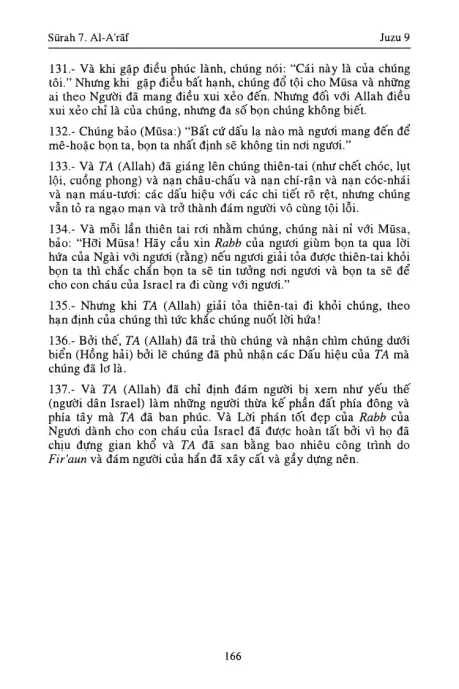 Sūrah 7. Al-A'rāf Juzu 9
131.- Và khi gặp điều phúc lành, chúng nói: “Cái này là của chúng
tôi.” Nhưng khi gặp điều bất hạnh, chúng đổ tội cho Mūsa và những
ai theo Người đã mang điều xui xẻo đến. Nhưng đối với Allah điều
xui xẻo chỉ là của chúng, nhưng đa số bọn chúng không biết.
132.- Chúng bảo (Mūsa:) “Bất cứ dấu lạ nào mà ngươi mang đến để
mê-hoặc bọn ta, bọn ta nhất định sẽ không tin nơi ngươi.”
133.- Và TA (Allah) đã giáng lên chúng thiên-tai (như chết chóc, lụt
lội, cuồng phong) và nạn châu-chấu và nạn chí-rận và nạn cóc-nhái
và nạn máu-tươi: các dấu hiệu với các chi tiết rõ rệt, nhưng chúng
vẫn tỏ ra ngạo mạn và trở thành đám người vô cùng tội lỗi.
134.- Và mỗi lần thiên tai rơi nhằm chúng, chúng nài nỉ với Mūsa,
bảo: “Hỡi Mūsa! Hãy cầu xin Rabb của ngươi giùm bọn ta qua lời
hứa của Ngài với ngươi (rằng) nếu ngươi giải tỏa được thiên-tai khỏi
bọn ta thì chắc chắn bọn ta sẽ tin tưởng nơi ngươi và bọn ta sẽ để
cho con cháu của Israel ra đi cùng với ngươi.”
135.- Nhưng khi TA (Allah) giải tỏa thiên-tai đi khỏi chúng, theo
hạn định của chúng thì tức khắc chúng nuốt lời hứa!
136.- Bởi thế, TA (Allah) đã trả thù chúng và nhận chìm chúng dưới
biển (Hồng hải) bởi lẽ chúng đã phủ nhận các Dấu hiệu của TA mà
chúng đã lơ là.
137.- Và TA (Allah) đã chỉ định đám người bị xem như yếu thế
(người dân Israel) làm những người thừa kế phần đất phía đông và
phía tây mà TA đã ban phúc. Và Lời phán tốt đẹp của Rabb của
Ngươi dành cho con cháu của Israel đã được hoàn tất bởi vì họ đã
chịu đựng gian khổ và TA đã san bằng bao nhiêu công trình do
Fir'aun và đám người của hắn đã xây cất và gầy dựng nên.
166